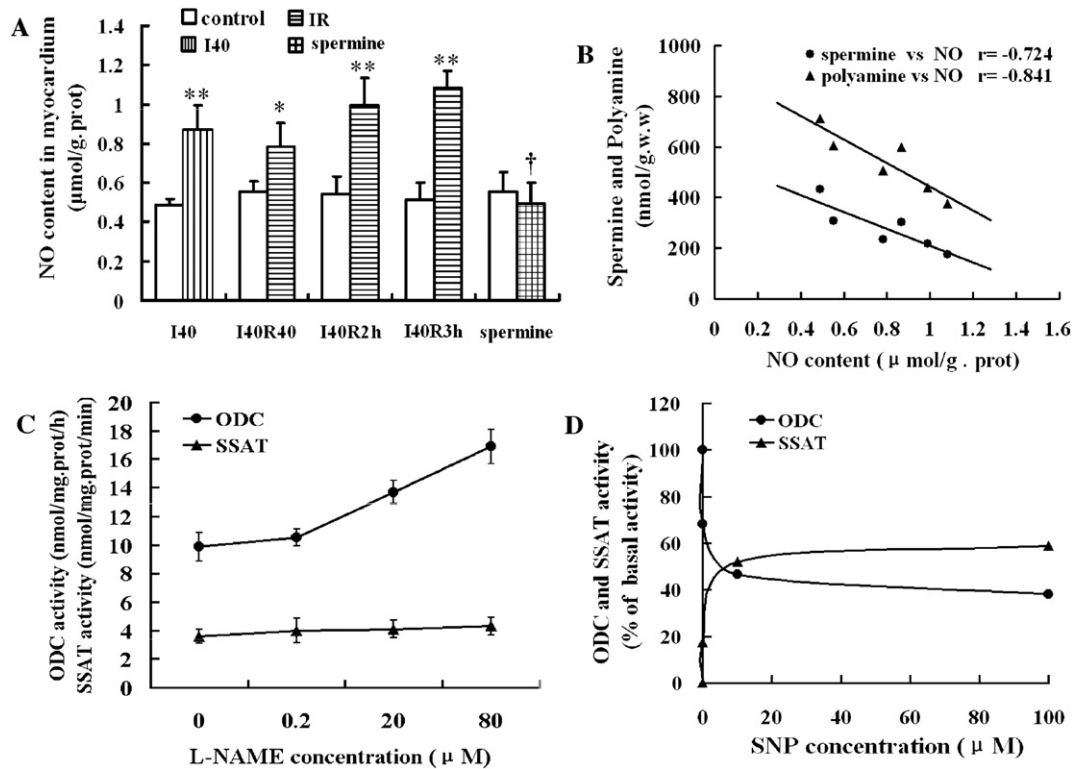 A
control
IR
I40
spermine
NO content in myocardium
(μmol/g.prot)
1.4
1.2
1
0.8
0.6
0.4
0.2
0
**
*
**
**
†
I40
I40R40
I40R2h
I40R3h
spermine
B
spermine vs NO r= -0.724
polyamine vs NO r= -0.841
Spermine and Polyamine
(nmol/g.w.w)
1000
800
600
400
200
0
0 0.2 0.4 0.6 0.8 1 1.2 1.4 1.6
NO content ( μ mol/g . prot)
C
ODC
SSAT
ODC activity (nmol/mg.prot/h)
SSAT activity (nmol/mg.prot/min)
20
18
16
14
12
10
8
6
4
2
0
0 0.2 20 80
L-NAME concentration ( μ M)
D
ODC
SSAT
ODC and SSAT activity
(% of basal activity)
120
100
80
60
40
20
0
0 20 40 60 80 100
SNP concentration ( μ M)